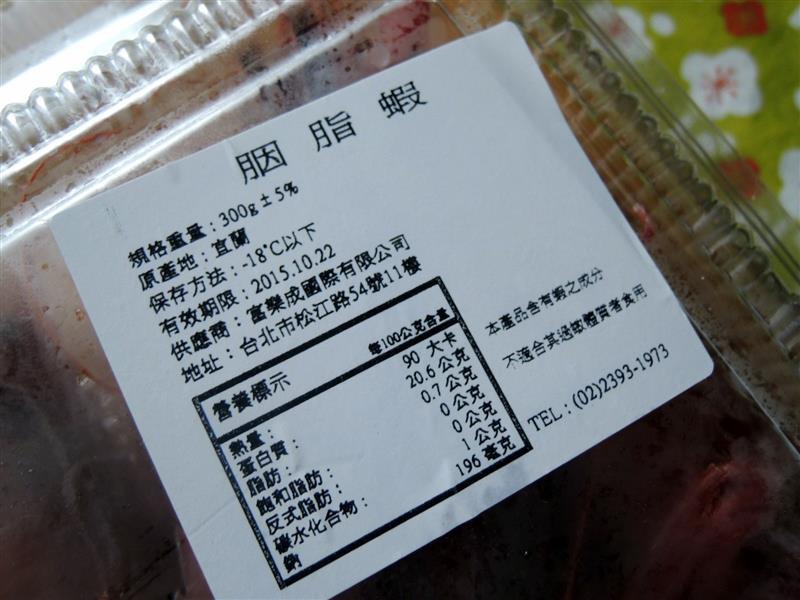 胭脂蝦
規格重量：300g±5%
原產地：宜蘭
保存方法：-18°C以下
有效期限：2015.10.22
供應商：富樂成國際有限公司
地址：台北市松江路54號11樓
營養標示 每100公克含量
熱量： 90 大卡
蛋白質： 20.6 公克
脂肪： 0.7 公克
飽和脂肪： 0 公克
反式脂肪： 0 公克
碳水化合物： 1 公克
鈉 196 毫克
本產品含有蝦之成分
不適合其過敏體質者食用
TEL：(02)2393-1973